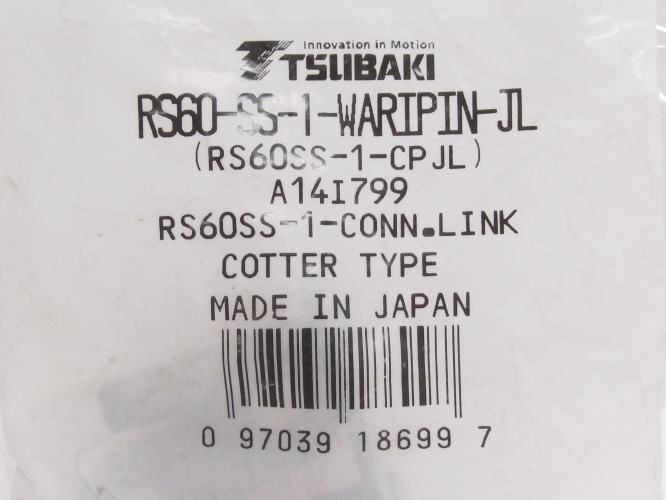 Innovation in Motion
TSUBAKI
RS60-SS-1-WARIPIN-JL
(RS60SS-1-CPJL)
A14I799
RS60SS-1-CONN.LINK
COTTER TYPE
MADE IN JAPAN
0 97039 18699 7